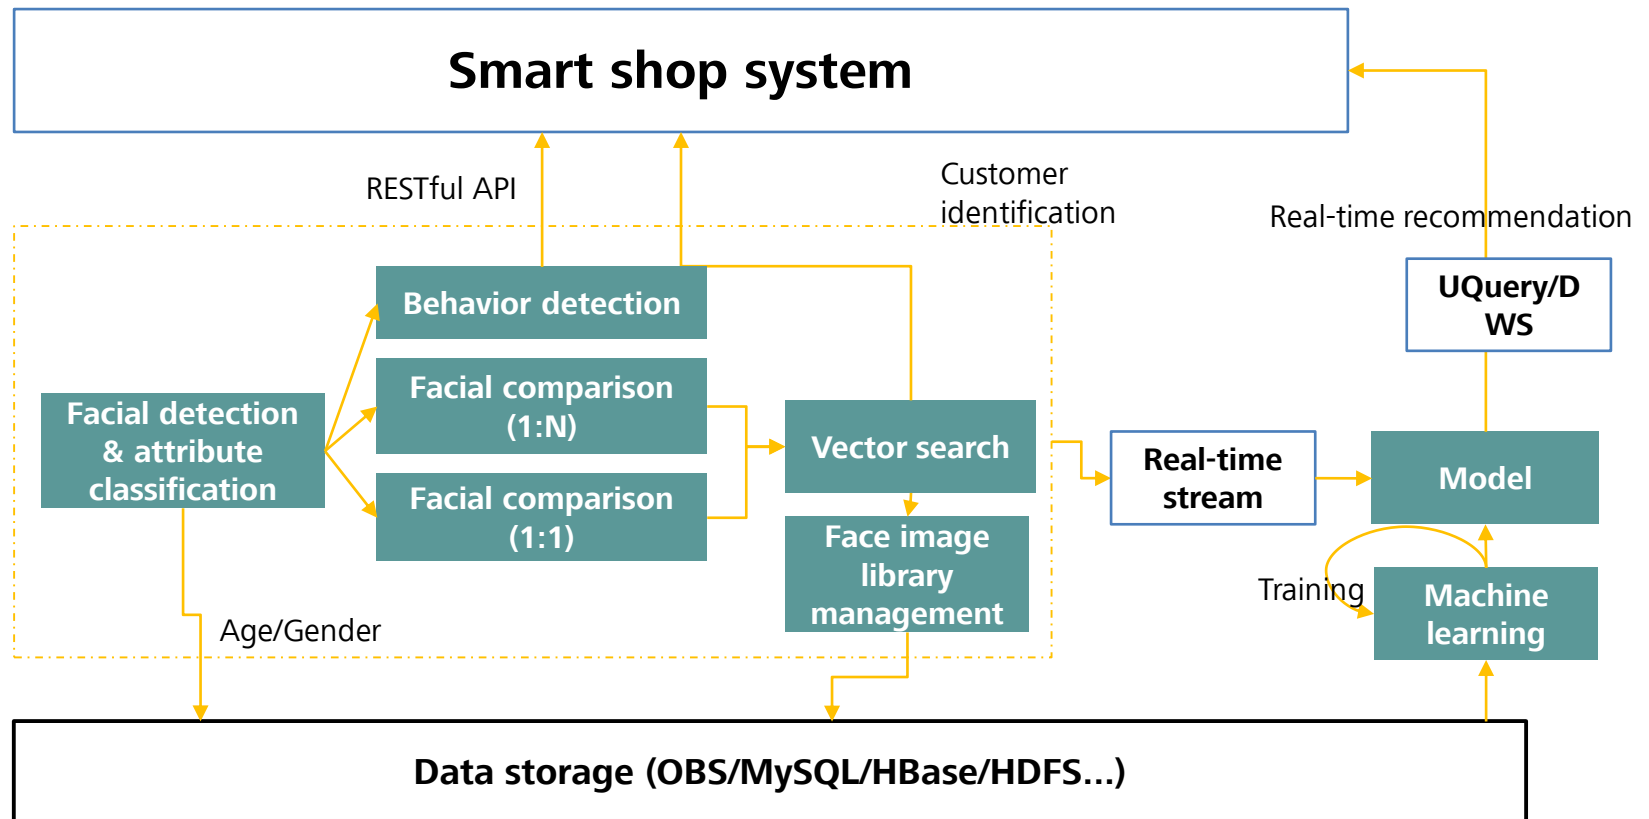 Smart shop system
RESTful API
Customer
identification
Real-time recommendation
UQuery/D
WS
Behavior detection
Facial comparison
(1:N)
Facial detection
& attribute
classification
Vector search
Real-time
stream
Model
Facial comparison
(1:1)
Face image
library
management
Training
Machine
learning
Age/Gender
Data storage (OBS/MySQL/HBase/HDFS...)